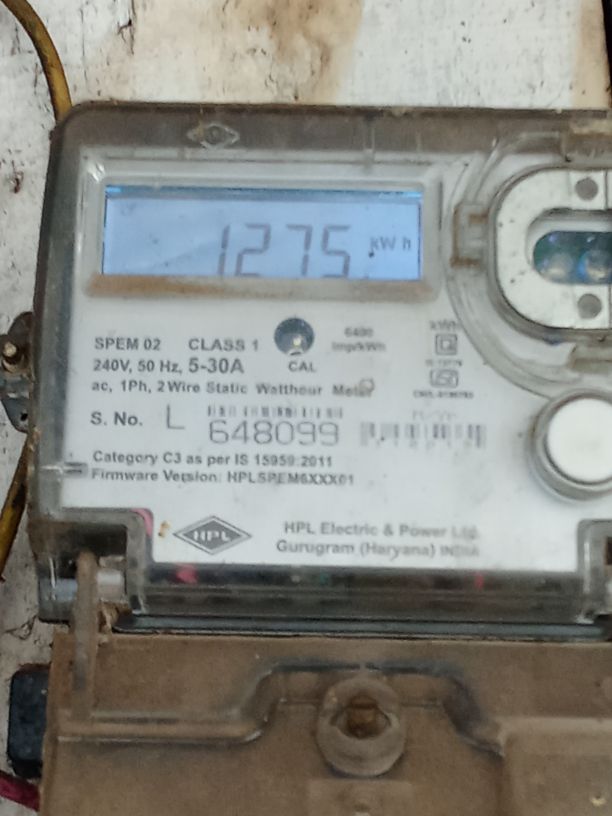 1275 kWh
SPEM 02 CLASS 1
6400 imp/kWh
kWh
240V, 50 Hz, 5-30A
CAL
ac, 1Ph, 2 Wire Static Watthour Meter
S. No. L 648099
Category C3 as per IS 15959:2011
Firmware Version: HPLSPEM6XXX01
HPL
HPL Electric & Power Ltd.
Gurugram (Haryana) INDIA